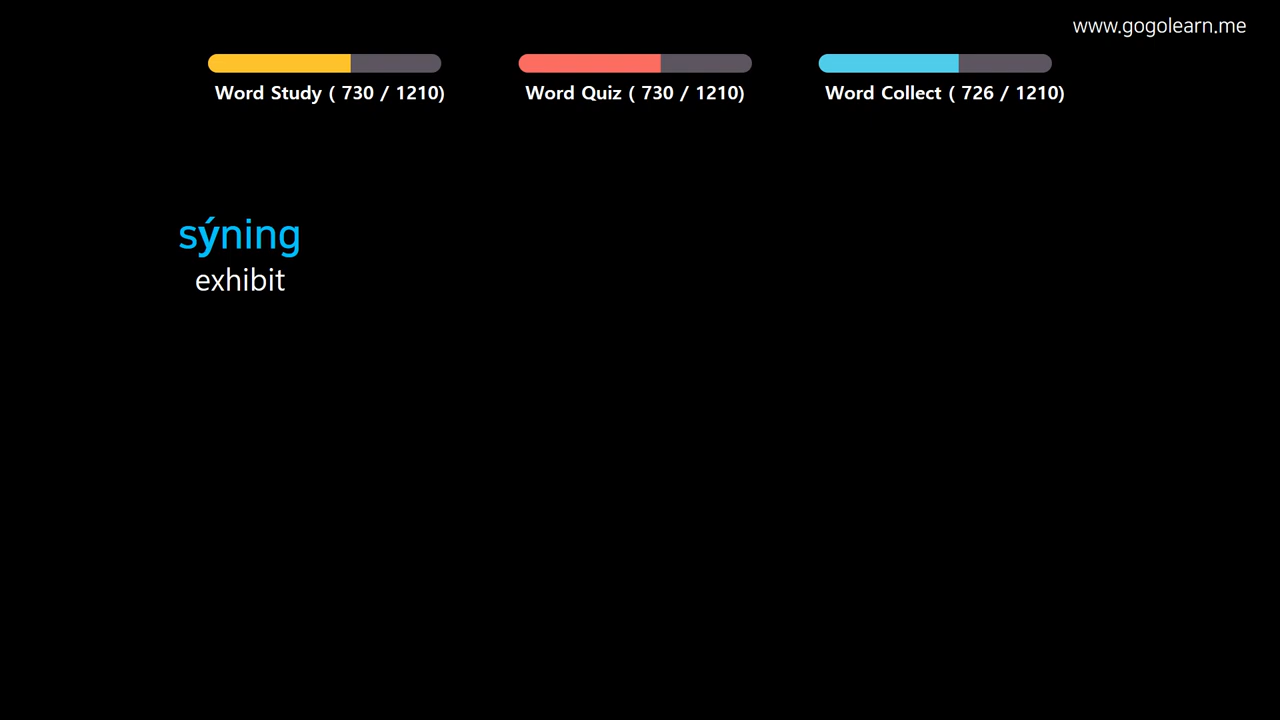 www.gogolearn.me
Word Study ( 730 / 1210)
Word Quiz ( 730 / 1210)
Word Collect ( 726 / 1210)
sýning
exhibit